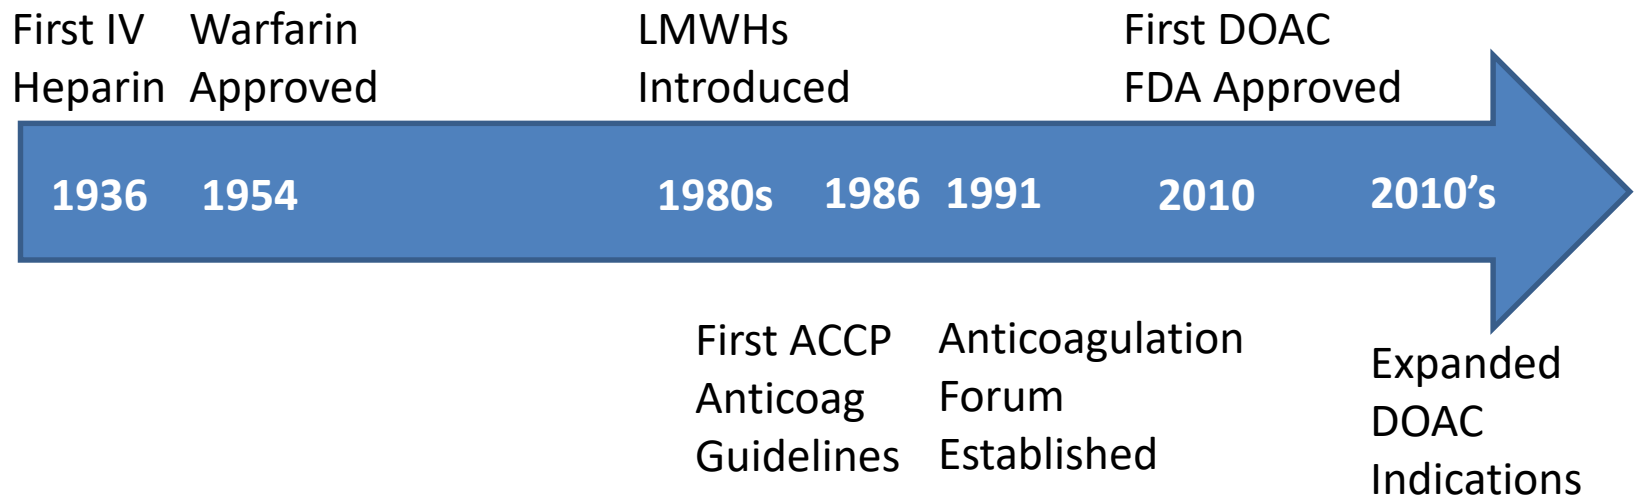 First IV
Heparin
Warfarin
Approved
LMWHs
Introduced
First DOAC
FDA Approved
1936 1954 1980s 1986 1991 2010 2010’s
First ACCP
Anticoag
Guidelines
Anticoagulation
Forum
Established
Expanded
DOAC
Indications